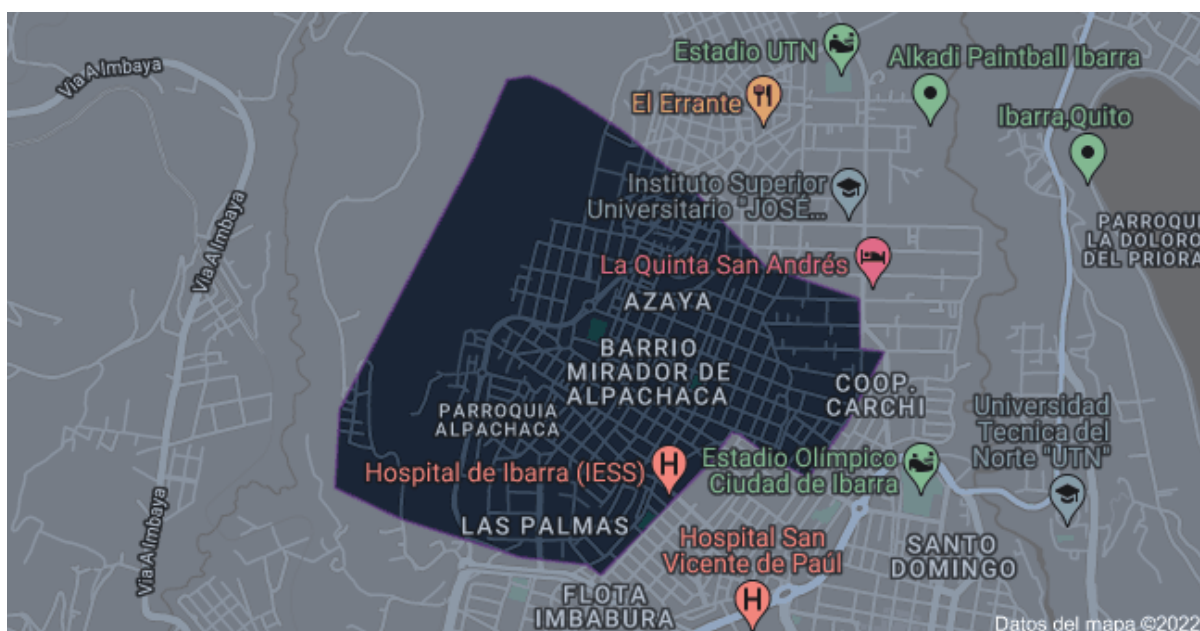 Via A Imbaya
Estadio UTN
Alkadi Paintball Ibarra
El Errante
Ibarra,Quito
Instituto Superior
Universitario "JOSÉ...
Via A Imbaya
PARROQUI
LA DOLORO
DEL PRIORA
La Quinta San Andrés
AZAYA
BARRIO
MIRADOR DE
ALPACHACA
COOP.
CARCHI
PARROQUIA
ALPACHACA
Universidad
Tecnica del
Norte "UTN"
Hospital de Ibarra (IESS)
Estadio Olímpico
Ciudad de Ibarra
Via A Imbaya
LAS PALMAS
Hospital San
Vicente de Paúl
SANTO
DOMINGO
FLOTA
IMBABURA
Datos del mapa ©2022